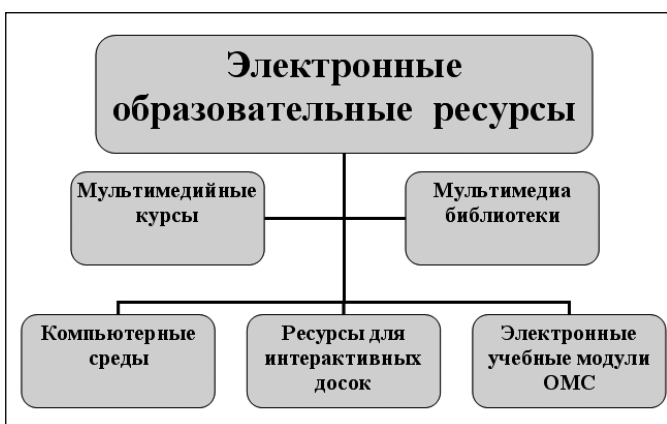 Электронные
образовательные ресурсы
Мультимедийные
курсы
Мультимедиа
библиотеки
Компьютерные
среды
Ресурсы для
интерактивных
досок
Электронные
учебные модули
ОМС